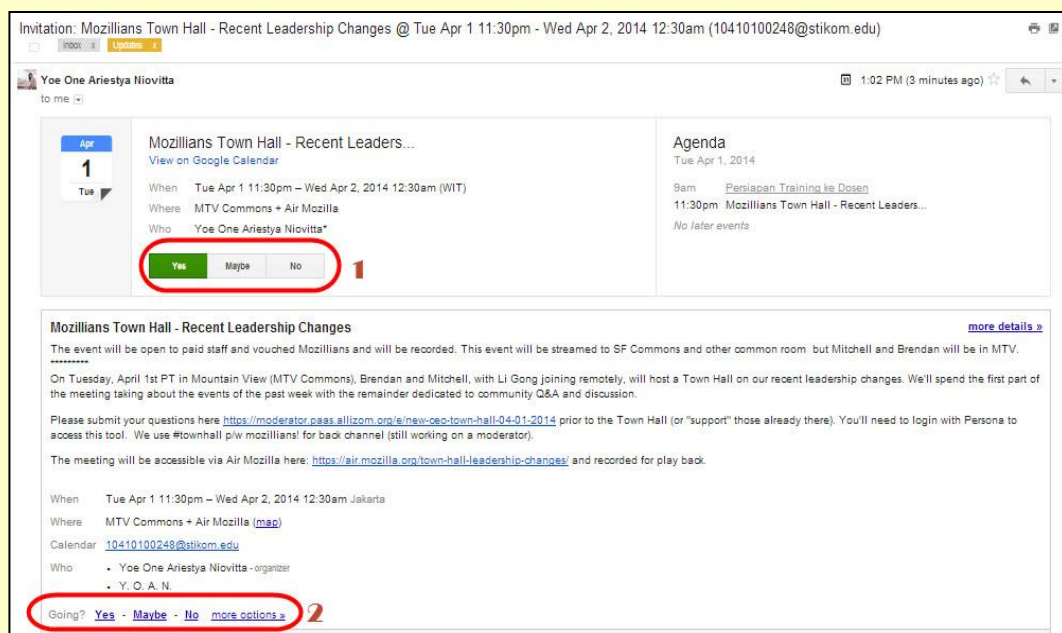 Invitation: Mozillians Town Hall - Recent Leadership Changes @ Tue Apr 1 11:30pm - Wed Apr 2, 2014 12:30am (10410100248@stikom.edu)
Inbox x Updates x
Yoe One Ariestya Niovitta
1:02 PM (3 minutes ago)
to me
Apr
1
Tue
Mozillians Town Hall - Recent Leaders...
View on Google Calendar
When Tue Apr 1 11:30pm – Wed Apr 2, 2014 12:30am (WIT)
Where MTV Commons + Air Mozilla
Who Yoe One Ariestya Niovitta*
Yes Maybe No
1
Agenda
Tue Apr 1, 2014
9am Persiapan Training ke Dosen
11:30pm Mozillians Town Hall - Recent Leaders...
No later events
Mozillians Town Hall - Recent Leadership Changes
more details »
The event will be open to paid staff and vouched Mozillians and will be recorded. This event will be streamed to SF Commons and other common room but Mitchell and Brendan will be in MTV.
---------
On Tuesday, April 1st PT in Mountain View (MTV Commons), Brendan and Mitchell, with Li Gong joining remotely, will host a Town Hall on our recent leadership changes. We'll spend the first part of
the meeting taking about the events of the past week with the remainder dedicated to community Q&A and discussion.
Please submit your questions here https://moderator.paas.allizom.org/e/new-ceo-town-hall-04-01-2014 prior to the Town Hall (or "support" those already there). You'll need to login with Persona to
access this tool. We use #townhall p/w mozillians! for back channel (still working on a moderator).
The meeting will be accessible via Air Mozilla here: https://air.mozilla.org/town-hall-leadership-changes/ and recorded for play back.
When Tue Apr 1 11:30pm – Wed Apr 2, 2014 12:30am Jakarta
Where MTV Commons + Air Mozilla (map)
Calendar 10410100248@stikom.edu
Who • Yoe One Ariestya Niovitta - organizer
• Y. O. A. N.
Going? Yes - Maybe - No more options »
2